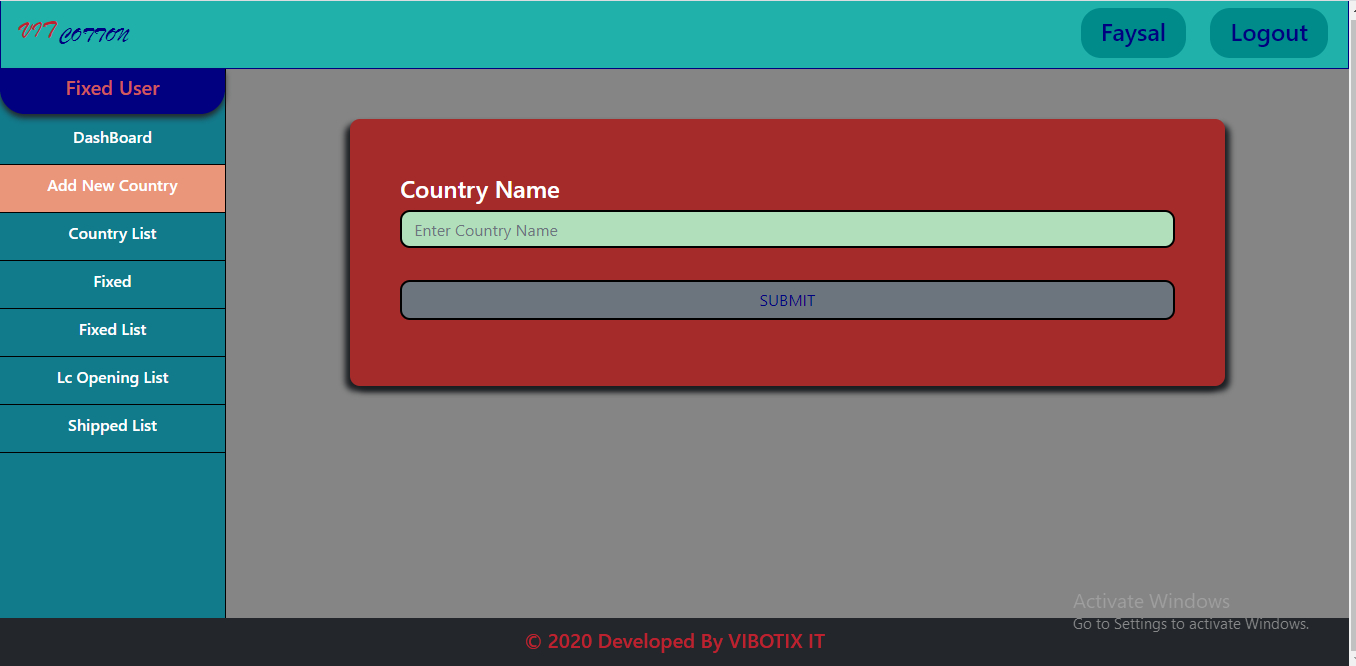 VIT COTTON
Faysal
Logout
Fixed User
DashBoard
Add New Country
Country List
Fixed
Fixed List
Lc Opening List
Shipped List
Country Name
Enter Country Name
SUBMIT
Activate Windows
Go to Settings to activate Windows.
© 2020 Developed By VIBOTIX IT